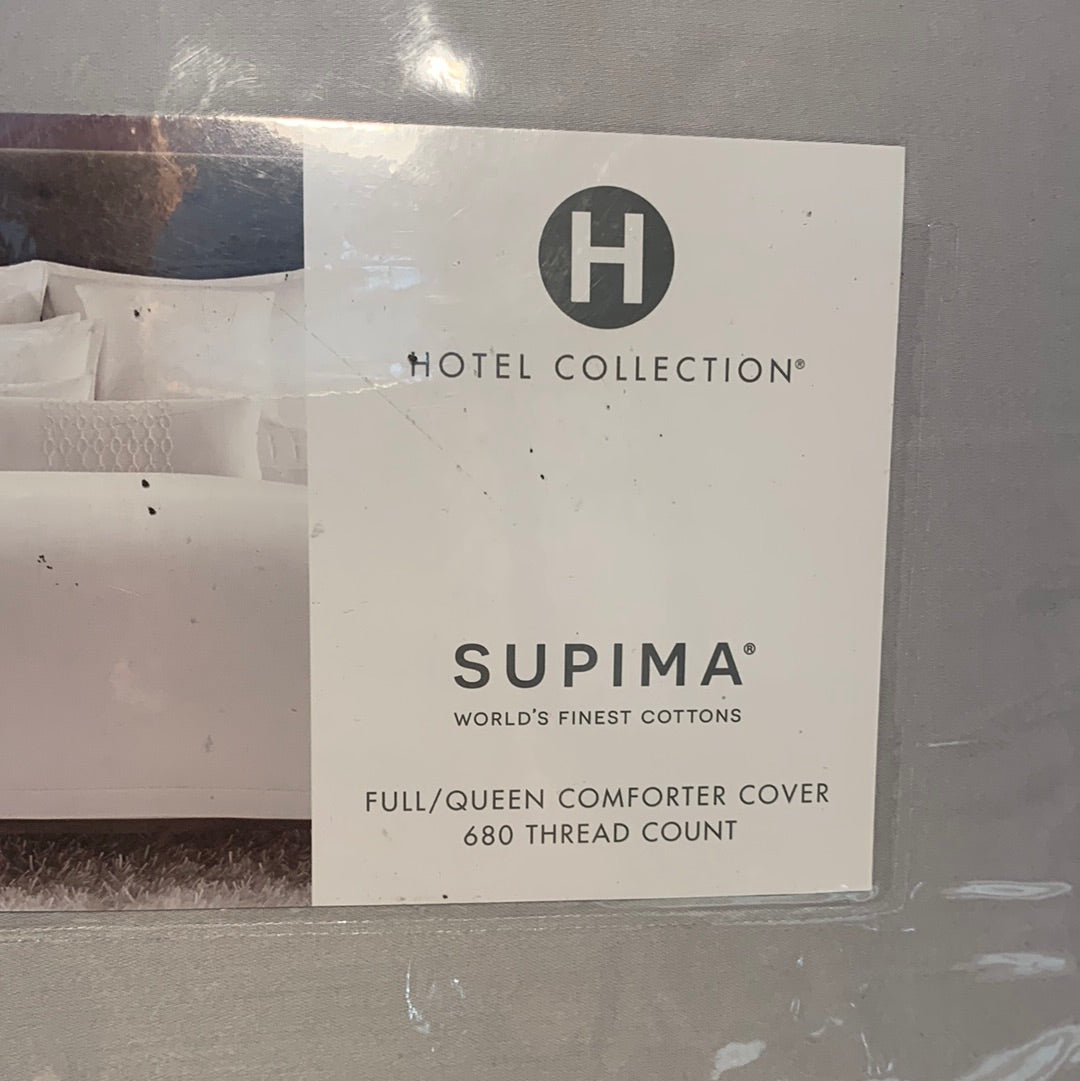 H
HOTEL COLLECTION®
SUPIMA®
WORLD'S FINEST COTTONS
FULL/QUEEN COMFORTER COVER
680 THREAD COUNT